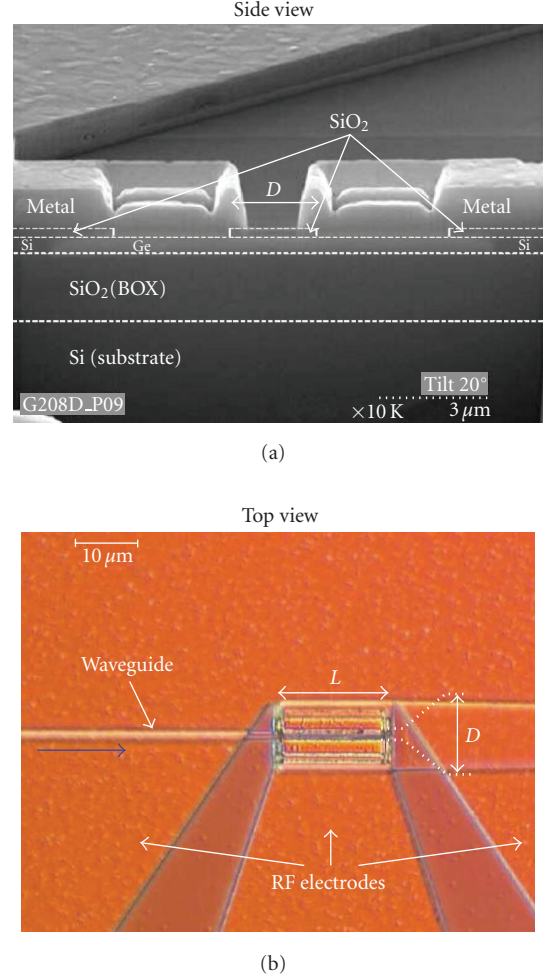 Side view
SiO2
D
Metal
Metal
Si
Ge
Si
SiO2(BOX)
Si (substrate)
Tilt 20°
G208D_P09
×10 K
3 μm
(a)
Top view
10 μm
Waveguide
L
D
RF electrodes
(b)